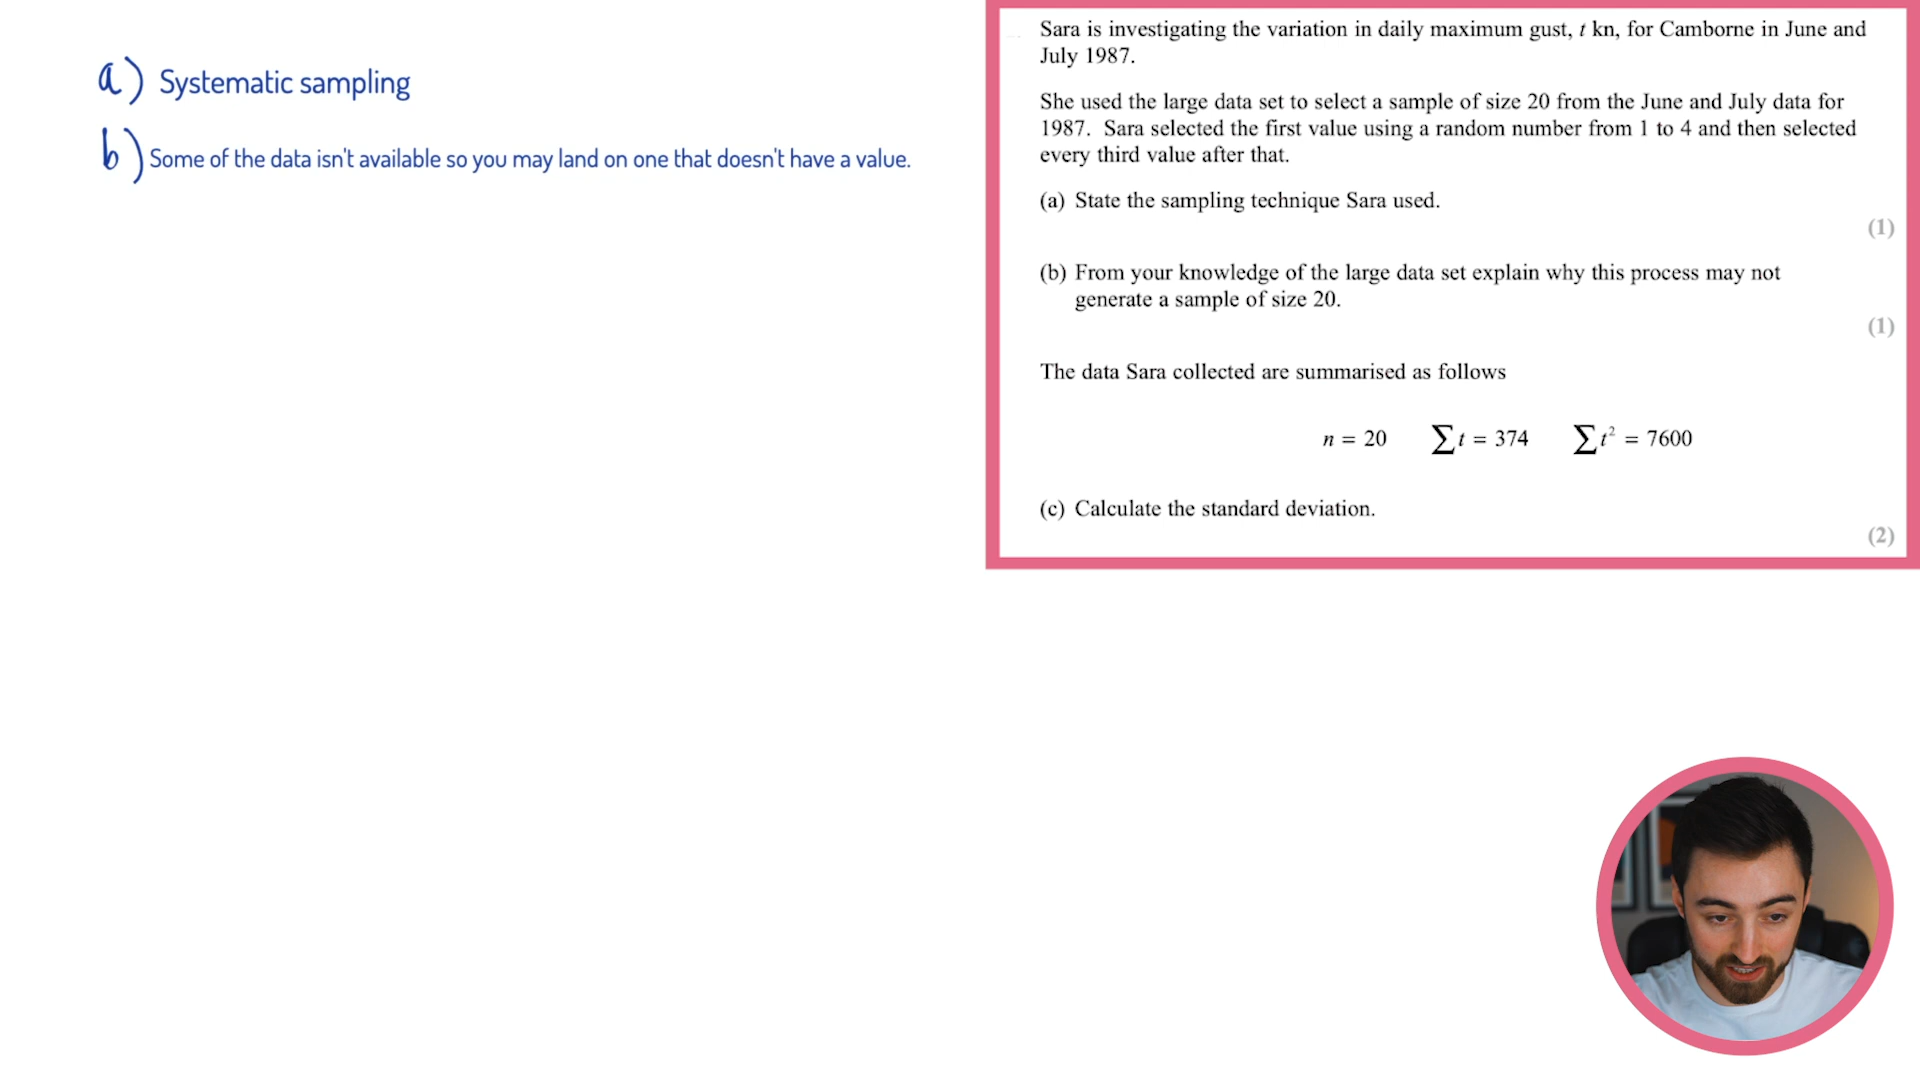 a) Systematic sampling
b) Some of the data isn't available so you may land on one that doesn't have a value.
Sara is investigating the variation in daily maximum gust, t kn, for Camborne in June and
July 1987.
She used the large data set to select a sample of size 20 from the June and July data for
1987. Sara selected the first value using a random number from 1 to 4 and then selected
every third value after that.
(a) State the sampling technique Sara used.
(1)
(b) From your knowledge of the large data set explain why this process may not
generate a sample of size 20.
(1)
The data Sara collected are summarised as follows
n = 20 ∑t = 374 ∑t² = 7600
(c) Calculate the standard deviation.
(2)